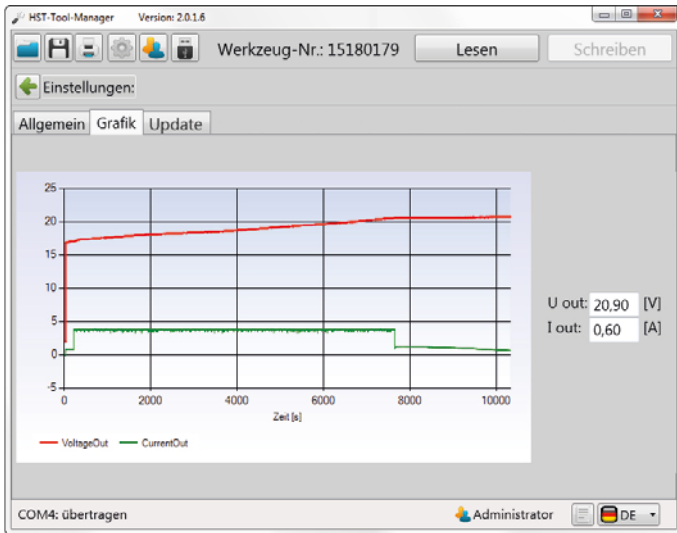 HST-Tool-Manager Version: 2.0.1.6
Werkzeug-Nr.: 15180179 Lesen Schreiben
Einstellungen:
Allgemein Grafik Update
25
20
15
10
5
0
-5
0 2000 4000 6000 8000 10000
Zeit [s]
VoltageOut CurrentOut
U out: 20,90 [V]
I out: 0,60 [A]
COM4: übertragen Administrator DE